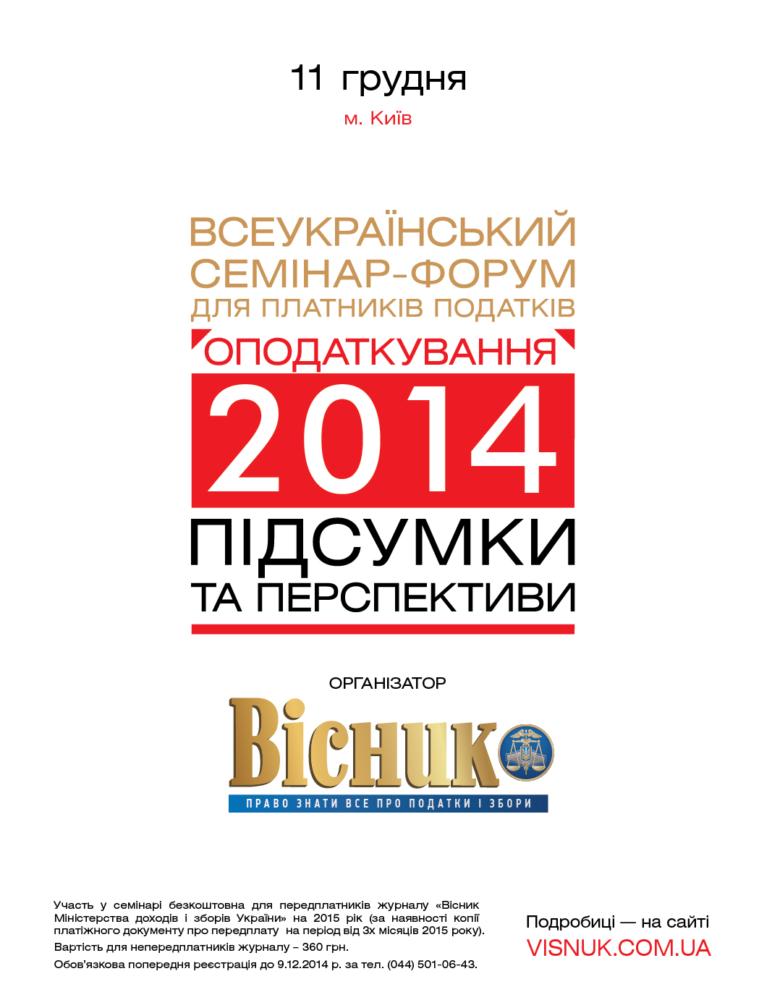 11 грудня
м. Київ
ВСЕУКРАЇНСЬКИЙ
СЕМІНАР-ФОРУМ
ДЛЯ ПЛАТНИКІВ ПОДАТКІВ
ОПОДАТКУВАННЯ
2014
ПІДСУМКИ
ТА ПЕРСПЕКТИВИ
ОРГАНІЗАТОР
Вісник
ПРАВО ЗНАТИ ВСЕ ПРО ПОДАТКИ І ЗБОРИ
Участь у семінарі безкоштовна для передплатників журналу «Вісник
Міністерства доходів і зборів України» на 2015 рік (за наявності копії
платіжного документу про передплату на період від 3х місяців 2015 року).
Вартість для непередплатників журналу – 360 грн.
Обов’язкова попередня реєстрація до 9.12.2014 р. за тел. (044) 501-06-43.
Подробиці — на сайті
VISNUK.COM.UA